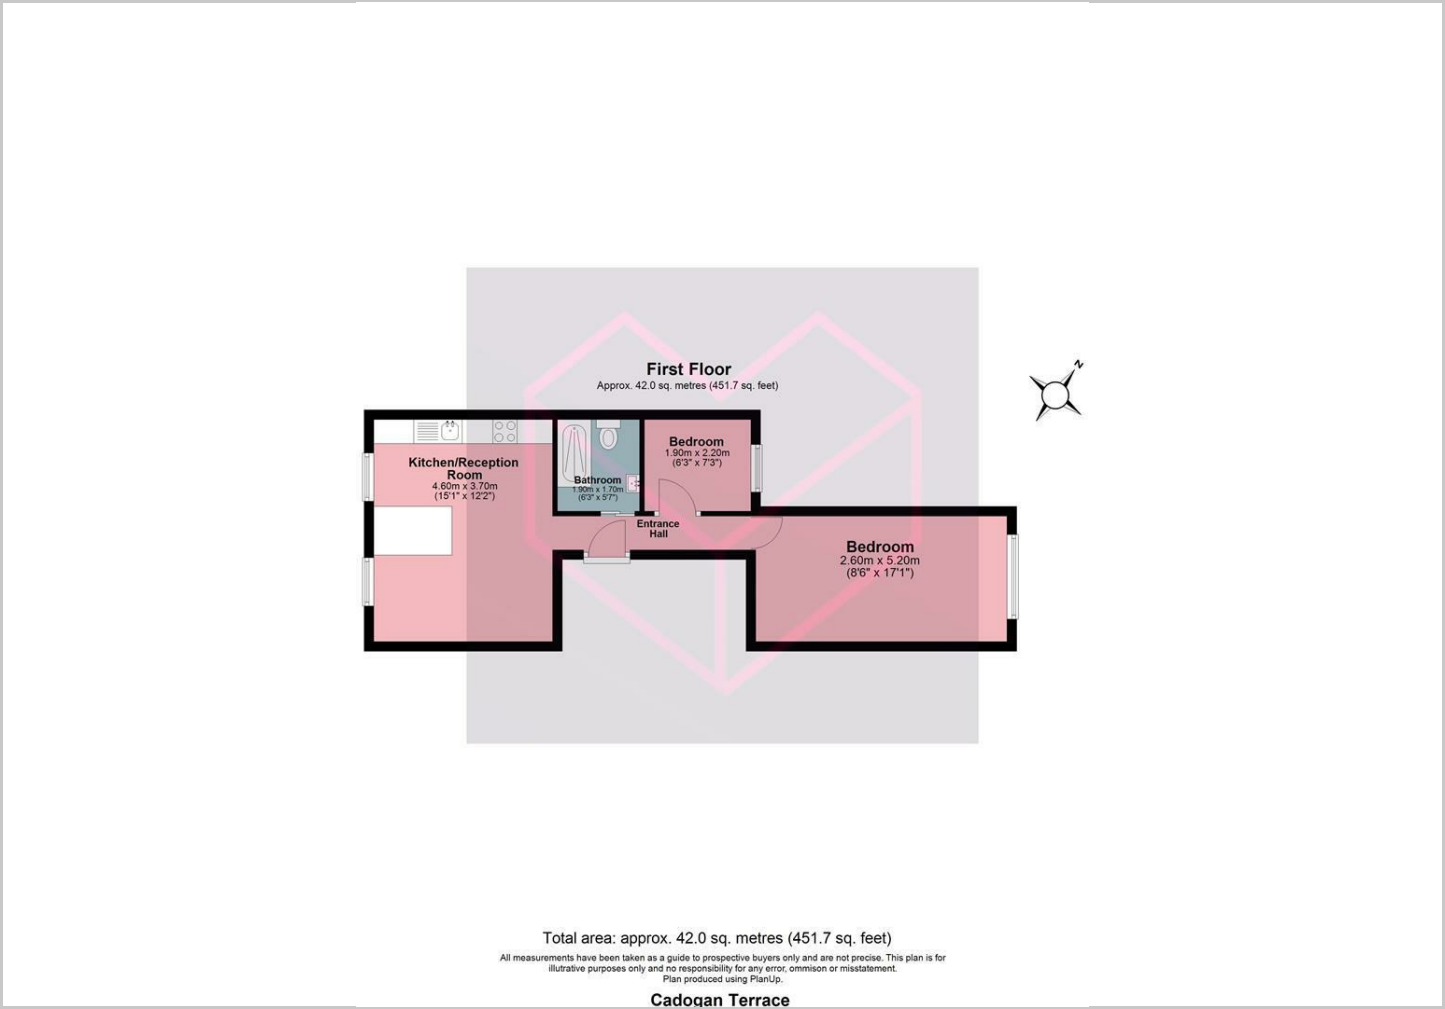 First Floor
Approx. 42.0 sq. metres (451.7 sq. feet)
N
Kitchen/Reception
Room
4.60m x 3.70m
(15'1" x 12'2")
Bathroom
1.90m x 1.70m
(6'3" x 5'7")
Bedroom
1.90m x 2.20m
(6'3" x 7'3")
Entrance
Hall
Bedroom
2.60m x 5.20m
(8'6" x 17'1")
Total area: approx. 42.0 sq. metres (451.7 sq. feet)
All measurements have been taken as a guide to prospective buyers only and are not precise. This plan is for
illutrative purposes only and no responsibility for any error, ommison or misstatement.
Plan produced using PlanUp.
Cadogan Terrace